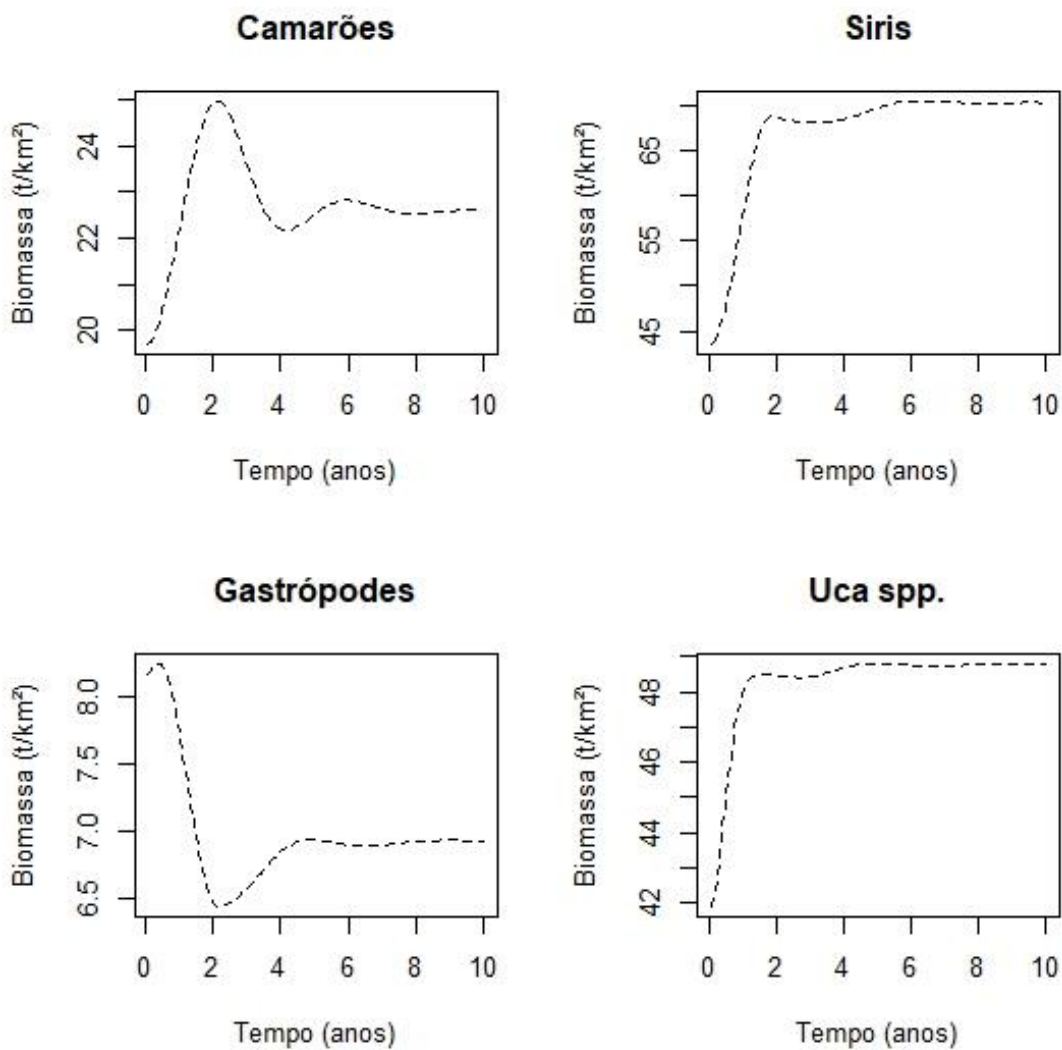 Camarões
Biomassa (t/km²)
24
22
20
0 2 4 6 8 10
Tempo (anos)
Siris
Biomassa (t/km²)
65
55
45
0 2 4 6 8 10
Tempo (anos)
Gastrópodes
Biomassa (t/km²)
8.0
7.5
7.0
6.5
0 2 4 6 8 10
Tempo (anos)
Uca spp.
Biomassa (t/km²)
48
46
44
42
0 2 4 6 8 10
Tempo (anos)